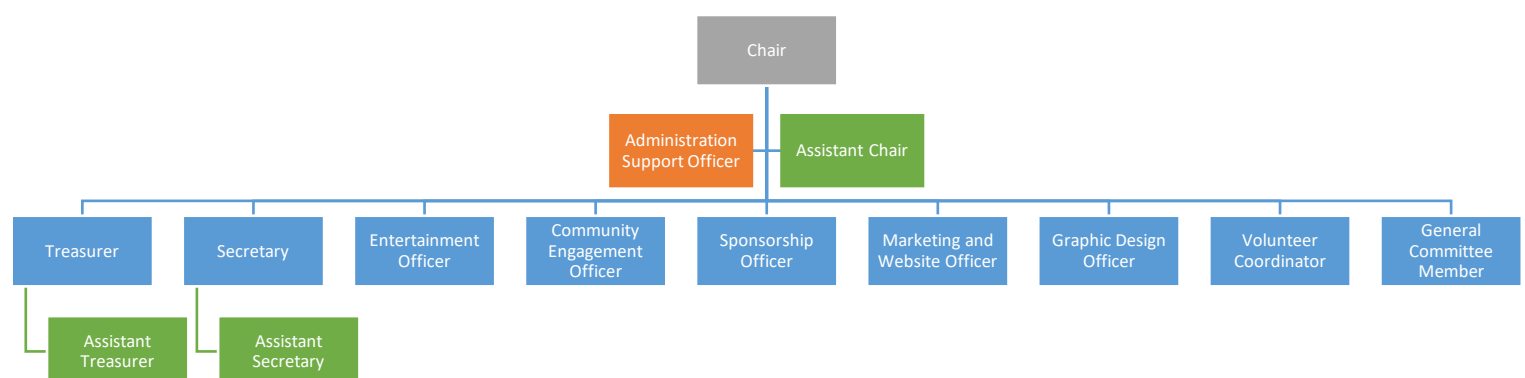 Chair
Administration
Support Officer
Assistant Chair
Treasurer
Secretary
Entertainment
Officer
Community
Engagement
Officer
Sponsorship
Officer
Marketing and
Website Officer
Graphic Design
Officer
Volunteer
Coordinator
General
Committee
Member
Assistant
Treasurer
Assistant
Secretary